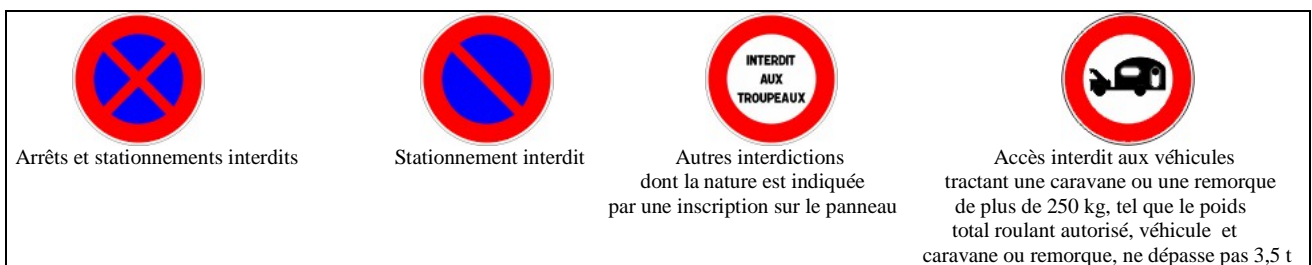 INTERDIT
AUX
TROUPEAUX
Arrêts et stationnements interdits
Stationnement interdit
Autres interdictions
dont la nature est indiquée
par une inscription sur le panneau
Accès interdit aux véhicules
tractant une caravane ou une remorque
de plus de 250 kg, tel que le poids
total roulant autorisé, véhicule et
caravane ou remorque, ne dépasse pas 3,5 t